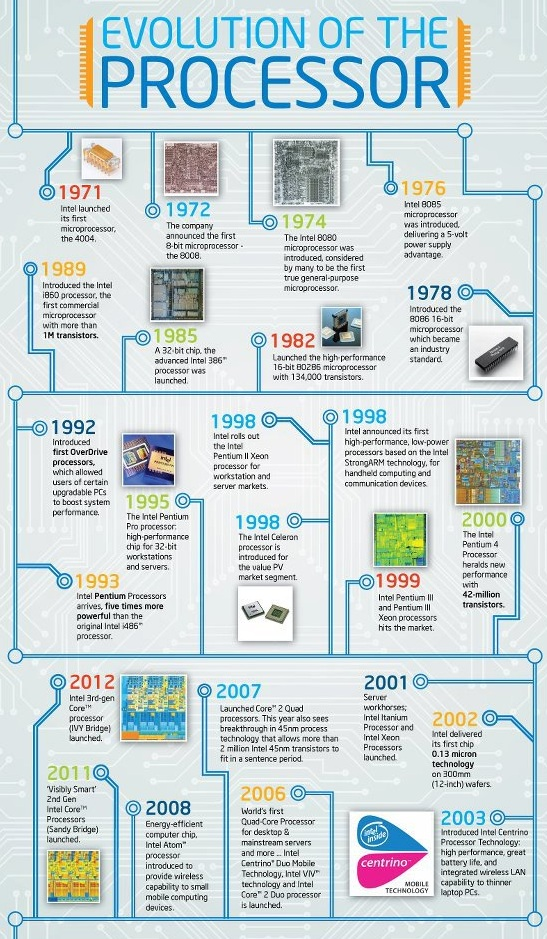 EVOLUTION OF THE
PROCESSOR
1971
Intel launched
its first
microprocessor,
the 4004.
1972
The company
announced the first
8-bit microprocessor -
the 8008.
1974
The Intel 8080
microprocessor was
introduced, considered
by many to be the first
true general-purpose
microprocessor.
1976
Intel 8085
microprocessor
was introduced,
delivering a 5-volt
power supply
advantage.
1989
Introduced the Intel
i860 processor, the
first commercial
microprocessor
with more than
1M transistors.
1985
A 32-bit chip, the
advanced Intel 386™
processor was
launched.
1982
Launched the high-performance
16-bit 80286 microprocessor
with 134,000 transistors.
1978
Introduced the
8086 16-bit
microprocessor
which became
an industry
standard.
1992
Introduced
first OverDrive
processors,
which allowed
users of certain
upgradable PCs
to boost system
performance.
1995
The Intel Pentium
Pro processor:
high-performance
chip for 32-bit
workstations
and servers.
1993
Intel Pentium Processors
arrives, five times more
powerful than the
original Intel i486™
processor.
1998
Intel rolls out
the Intel
Pentium II Xeon
processor for
workstation and
server markets.
1998
Intel announced its first
high-performance, low-power
processors based on the Intel
StrongARM technology, for
handheld computing and
communication devices.
1998
The Intel Celeron
processor is
introduced for
the value PV
market segment.
1999
Intel Pentium III
and Pentium III
Xeon processors
hits the market.
2000
The Intel
Pentium 4
Processor
heralds new
performance
with
42-million
transistors.
2012
Intel 3rd-gen
Core™
processor
(IVY Bridge)
launched.
2011
'Visibly Smart'
2nd Gen
Intel Core™
Processors
(Sandy Bridge)
launched.
2008
Energy-efficient
computer chip,
Intel Atom™
processor
introduced to
provide wireless
capability to small
mobile computing
devices.
2007
Launched Core™ 2 Quad
processors. This year also sees
breakthrough in 45nm process
technology that allows more than
2 million Intel 45nm transistors to
fit in a sentence period.
2006
World's first
Quad-Core Processor
for desktop &
mainstream servers
and more ... Intel
Centrino® Duo Mobile
Technology, Intel VIV™
technology and Intel
Core™ 2 Duo processor
is launched.
2001
Server
workhorses;
Intel Itanium
Processor and
Intel Xeon
Processors
launched.
2002
Intel delivered
its first chip
0.13 micron
technology
on 300mm
(12-inch) wafers.
2003
Introduced Intel Centrino
Processor Technology:
high performance, great
battery life, and
integrated wireless LAN
capability to thinner
laptop PCs.
intel
inside
centrino™
MOBILE
TECHNOLOGY